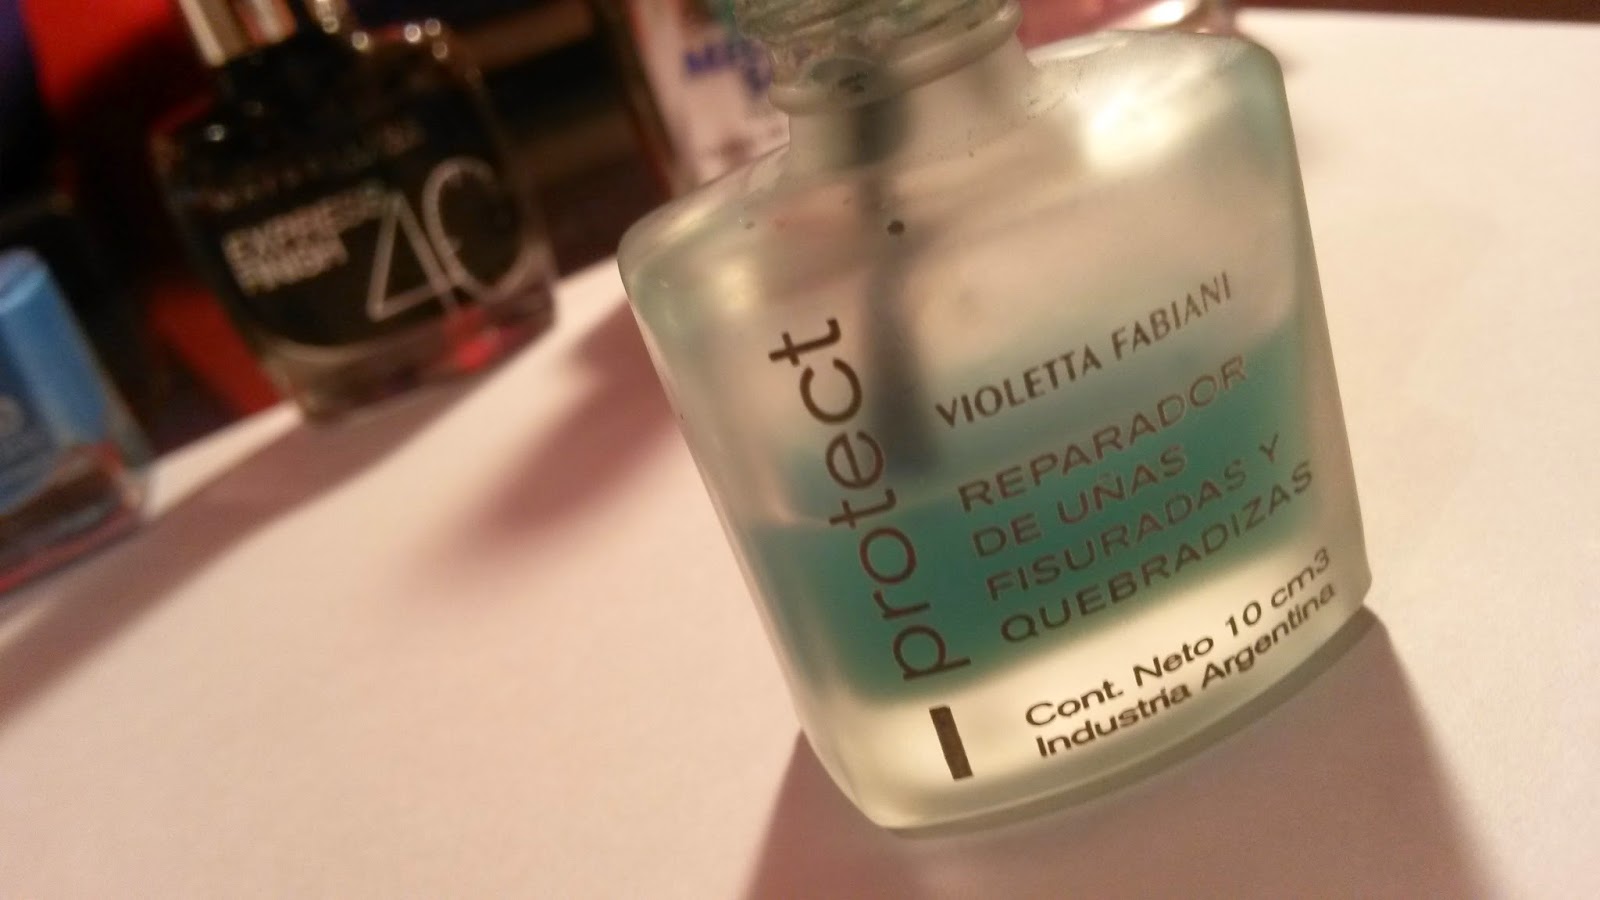 protect
VIOLETTA FABIANI
REPARADOR
DE UÑAS
FISURADAS Y
QUEBRADIZAS
Cont. Neto 10 cm3
Industria Argentina
EXPRESS
FINISH
40